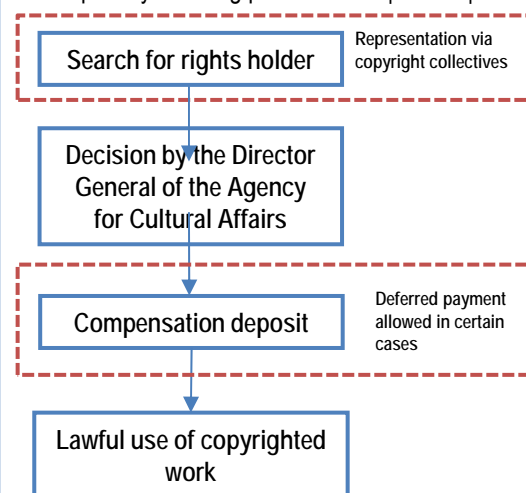 Search for rights holder
Representation via
copyright collectives
Decision by the Director
General of the Agency
for Cultural Affairs
Compensation deposit
Deferred payment
allowed in certain
cases
Lawful use of copyrighted
work